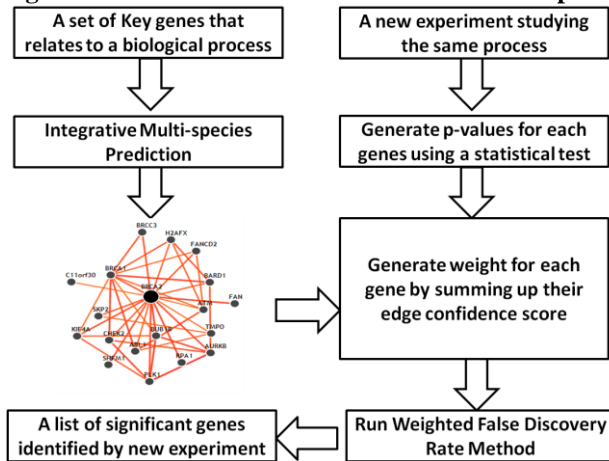 A set of Key genes that
relates to a biological process
A new experiment studying
the same process
Integrative Multi-species
Prediction
Generate p-values for each
genes using a statistical test
BRCC3
H2AFX
FANCD2
C11orf30
BRCA1
BARD1
BRCA2
FAN
SKP2
ATM
KIF4A
CHEK2
BUB1B
TMPO
AURKB
SHFM1
RPA1
PLK1
Generate weight for each
gene by summing up their
edge confidence score
A list of significant genes
identified by new experiment
Run Weighted False Discovery
Rate Method